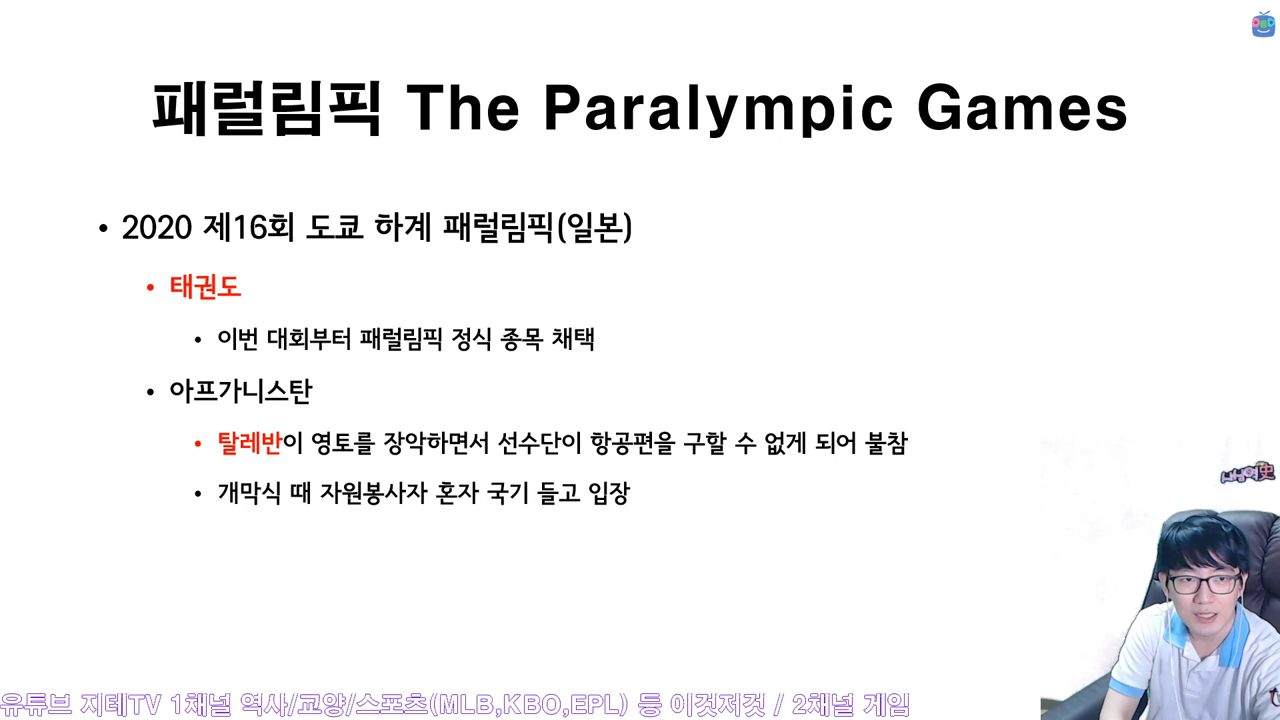 패럴림픽 The Paralympic Games
• 2020 제16회 도쿄 하계 패럴림픽(일본)
• 태권도
• 이번 대회부터 패럴림픽 정식 종목 채택
• 아프가니스탄
• 탈레반이 영토를 장악하면서 선수단이 항공편을 구할 수 없게 되어 불참
• 개막식 때 자원봉사자 혼자 국기 들고 입장
유튜브 지테TV 1채널 역사/교양/스포츠(MLB,KBO,EPL) 등 이것저것 / 2채널 게임